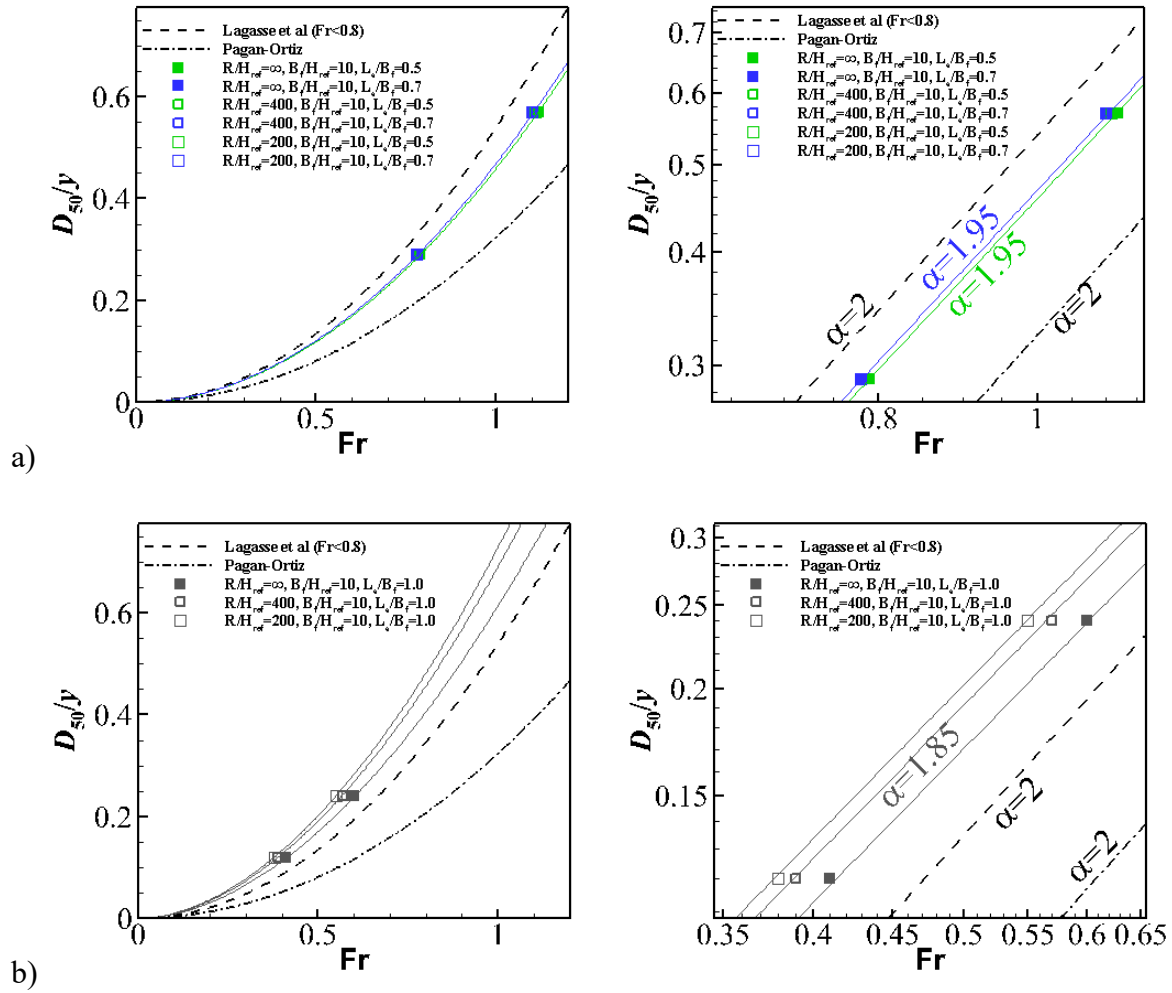 Lagasse et al (Fr<0.8)
Pagan-Ortiz
R/H_ref=∞, B_f/H_ref=10, L_s/B_f=0.5
R/H_ref=∞, B_f/H_ref=10, L_s/B_f=0.7
R/H_ref=400, B_f/H_ref=10, L_s/B_f=0.5
R/H_ref=400, B_f/H_ref=10, L_s/B_f=0.7
R/H_ref=200, B_f/H_ref=10, L_s/B_f=0.5
R/H_ref=200, B_f/H_ref=10, L_s/B_f=0.7
D50/y
0.6
0.4
0.2
0
0
0.5
1
Fr
Lagasse et al (Fr<0.8)
Pagan-Ortiz
R/H_ref=∞, B_f/H_ref=10, L_s/B_f=0.5
R/H_ref=∞, B_f/H_ref=10, L_s/B_f=0.7
R/H_ref=400, B_f/H_ref=10, L_s/B_f=0.5
R/H_ref=400, B_f/H_ref=10, L_s/B_f=0.7
R/H_ref=200, B_f/H_ref=10, L_s/B_f=0.5
R/H_ref=200, B_f/H_ref=10, L_s/B_f=0.7
D50/y
0.7
0.6
0.5
0.4
0.3
α=2
α=1.95
α=1.95
α=2
0.8
1
Fr
a)
Lagasse et al (Fr<0.8)
Pagan-Ortiz
R/H_ref=∞, B_f/H_ref=10, L_s/B_f=1.0
R/H_ref=400, B_f/H_ref=10, L_s/B_f=1.0
R/H_ref=200, B_f/H_ref=10, L_s/B_f=1.0
D50/y
0.6
0.4
0.2
0
0
0.5
1
Fr
Lagasse et al (Fr<0.8)
Pagan-Ortiz
R/H_ref=∞, B_f/H_ref=10, L_s/B_f=1.0
R/H_ref=400, B_f/H_ref=10, L_s/B_f=1.0
R/H_ref=200, B_f/H_ref=10, L_s/B_f=1.0
D50/y
0.3
0.25
0.2
0.15
α=1.85
α=2
α=2
0.35
0.4
0.45
0.5
0.55
0.6
0.65
Fr
b)